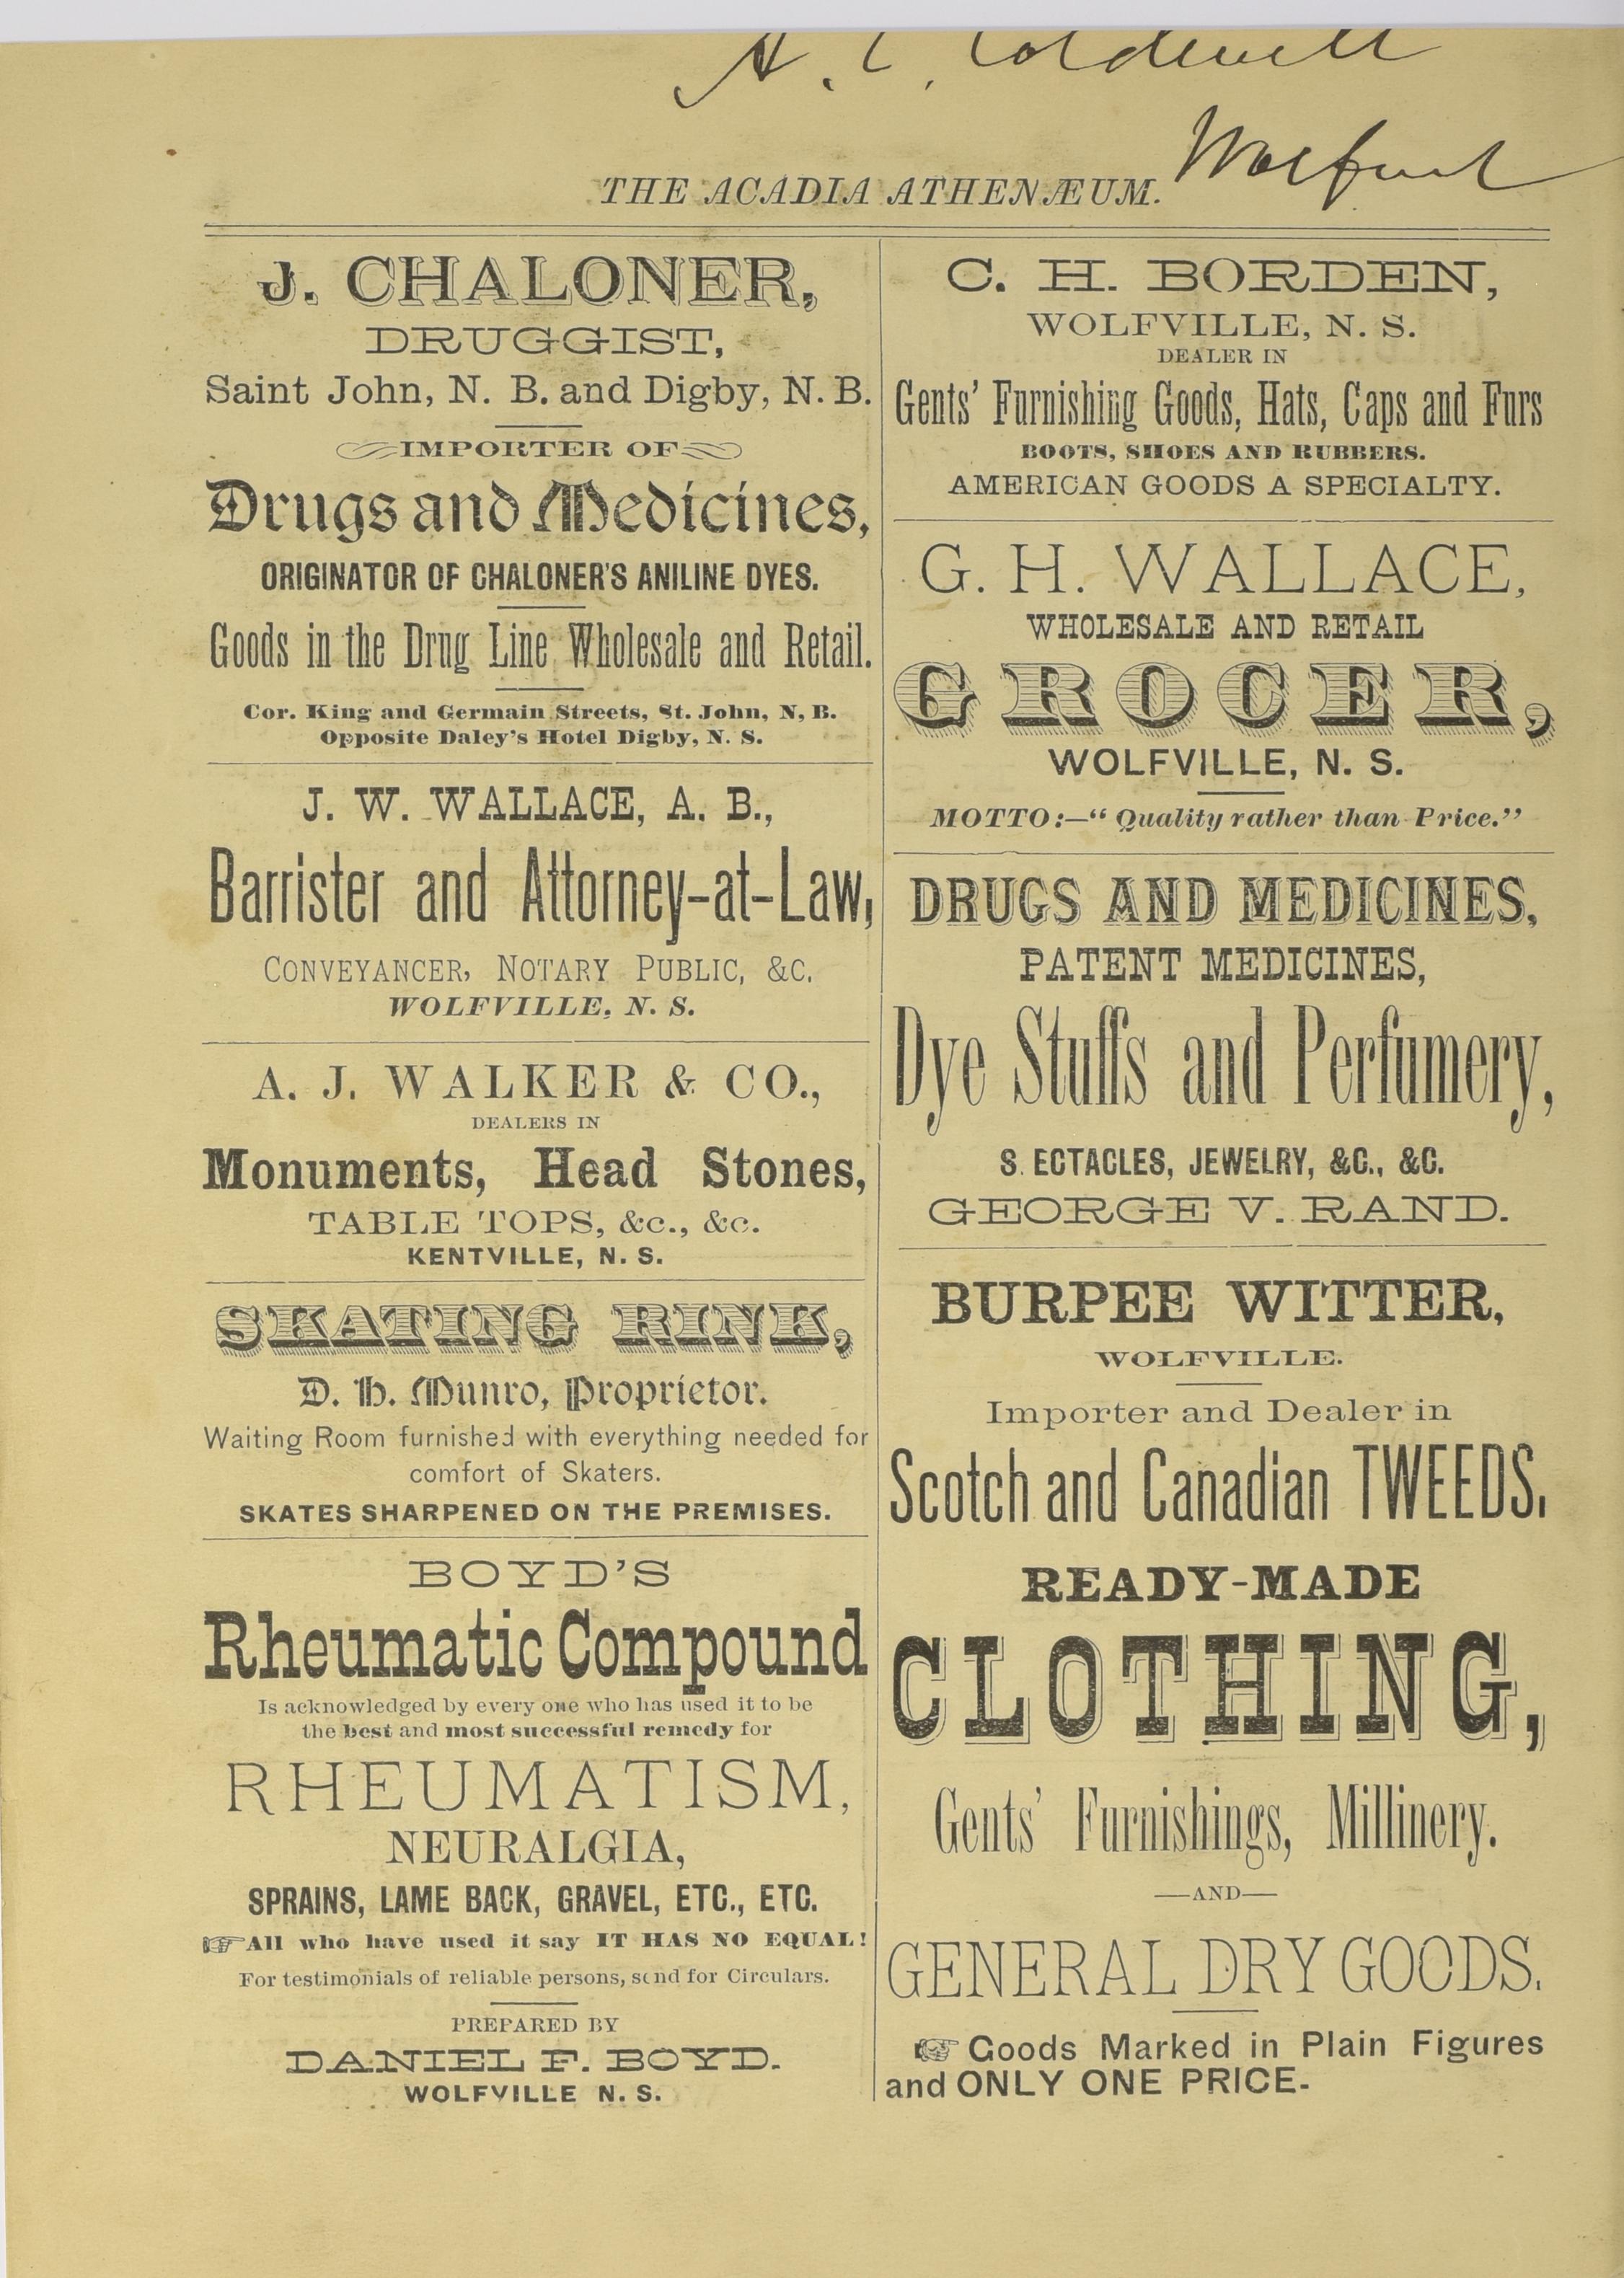 THE ACADIA ATHENÆUM.
J. CHALONER,
DRUGGIST,
Saint John, N. B. and Digby, N. B.
IMPORTER OF
Drugs and Medicines,
ORIGINATOR OF CHALONER'S ANILINE DYES.
Goods in the Drug Line Wholesale and Retail.
Cor. King and Germain Streets, St. John, N, B.
Opposite Daley's Hotel Digby, N. S.
J. W. WALLACE, A. B.,
Barrister and Attorney-at-Law,
CONVEYANCER, NOTARY PUBLIC, &C.
WOLFVILLE, N. S.
A. J. WALKER & CO.,
DEALERS IN
Monuments, Head Stones,
TABLE TOPS, &c., &c.
KENTVILLE, N. S.
SKATING RINK,
D. H. Munro, Proprietor.
Waiting Room furnished with everything needed for
comfort of Skaters.
SKATES SHARPENED ON THE PREMISES.
BOYD'S
Rheumatic Compound
Is acknowledged by every one who has used it to be
the best and most successful remedy for
RHEUMATISM,
NEURALGIA,
SPRAINS, LAME BACK, GRAVEL, ETC., ETC.
☞ All who have used it say IT HAS NO EQUAL!
For testimonials of reliable persons, send for Circulars.
PREPARED BY
DANIEL F. BOYD.
WOLFVILLE N. S.
C. H. BORDEN,
WOLFVILLE, N. S.
DEALER IN
Gents' Furnishing Goods, Hats, Caps and Furs
BOOTS, SHOES AND RUBBERS.
AMERICAN GOODS A SPECIALTY.
G. H. WALLACE,
WHOLESALE AND RETAIL
GROCER,
WOLFVILLE, N. S.
MOTTO:—“Quality rather than Price.”
DRUGS AND MEDICINES,
PATENT MEDICINES,
Dye Stuffs and Perfumery,
S. ECTACLES, JEWELRY, &C., &C.
GEORGE V. RAND.
BURPEE WITTER,
WOLFVILLE.
Importer and Dealer in
Scotch and Canadian TWEEDS.
READY-MADE
CLOTHING,
Gents' Furnishings, Millinery.
—AND—
GENERAL DRY GOODS.
☞ Goods Marked in Plain Figures
and ONLY ONE PRICE.